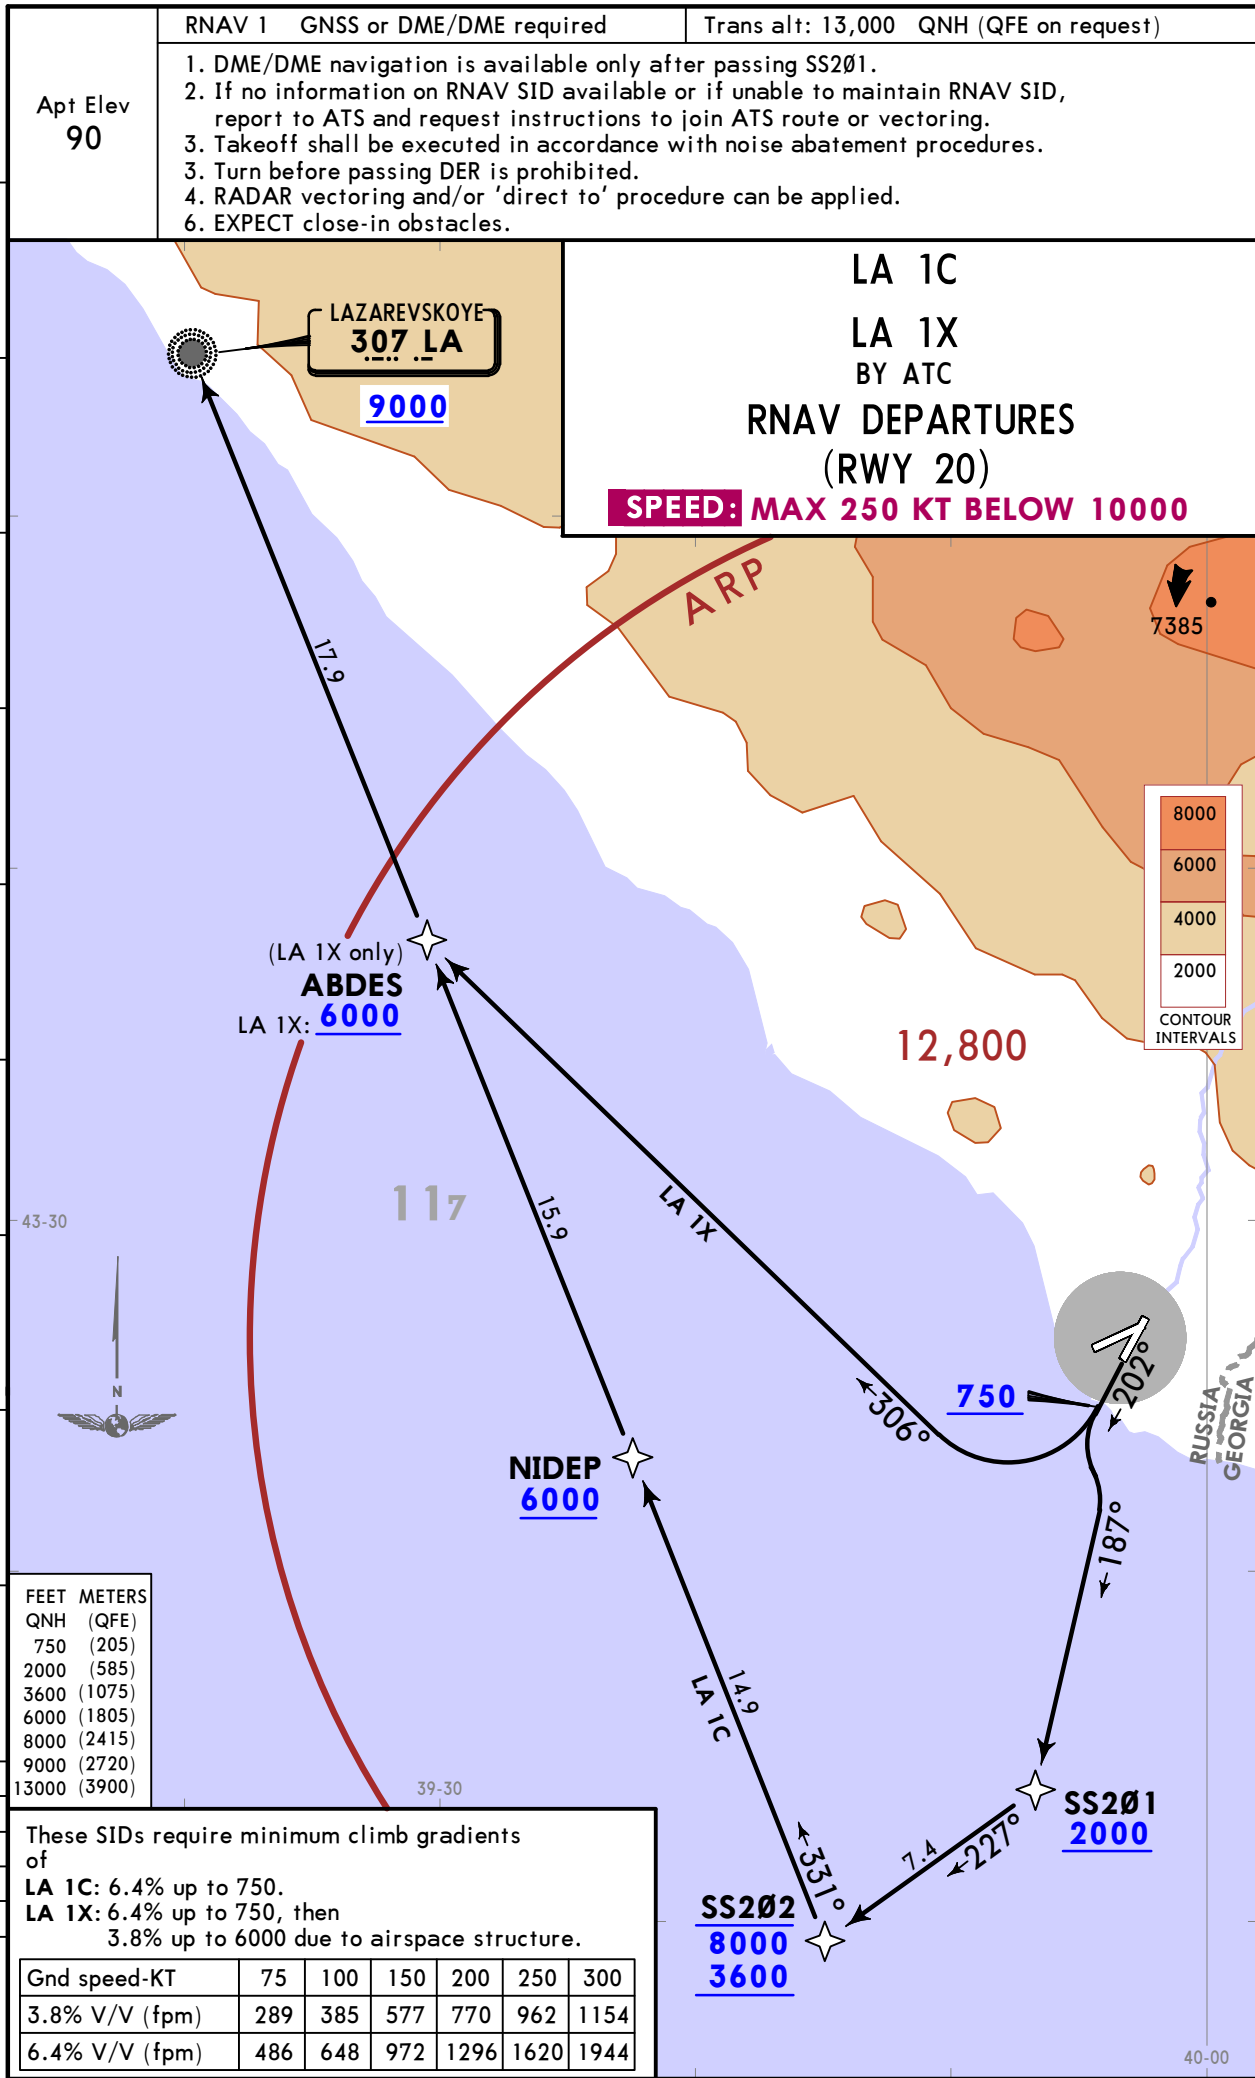 RNAV 1 GNSS or DME/DME required
Trans alt: 13,000 QNH (QFE on request)
Apt Elev
90
1. DME/DME navigation is available only after passing SS2Ø1.
2. If no information on RNAV SID available or if unable to maintain RNAV SID,
report to ATS and request instructions to join ATS route or vectoring.
3. Takeoff shall be executed in accordance with noise abatement procedures.
3. Turn before passing DER is prohibited.
4. RADAR vectoring and/or 'direct to' procedure can be applied.
6. EXPECT close-in obstacles.
LA 1C
LA 1X
BY ATC
RNAV DEPARTURES
(RWY 20)
SPEED: MAX 250 KT BELOW 10000
LAZAREVSKOYE
307 LA
9000
ARP
7385
17.9
8000
6000
4000
2000
CONTOUR
INTERVALS
(LA 1X only)
ABDES
LA 1X: 6000
12,800
117
43-30
15.9
LA 1X
N
750
306°
202°
RUSSIA
GEORGIA
NIDEP
6000
187°
FEET METERS
QNH (QFE)
750 (205)
2000 (585)
3600 (1075)
6000 (1805)
8000 (2415)
9000 (2720)
13000 (3900)
14.9
LA 1C
39-30
SS2Ø1
2000
7.4
227°
331°
SS2Ø2
8000
3600
These SIDs require minimum climb gradients
of
LA 1C: 6.4% up to 750.
LA 1X: 6.4% up to 750, then
3.8% up to 6000 due to airspace structure.
Gnd speed-KT 75 100 150 200 250 300
3.8% V/V (fpm) 289 385 577 770 962 1154
6.4% V/V (fpm) 486 648 972 1296 1620 1944
40-00